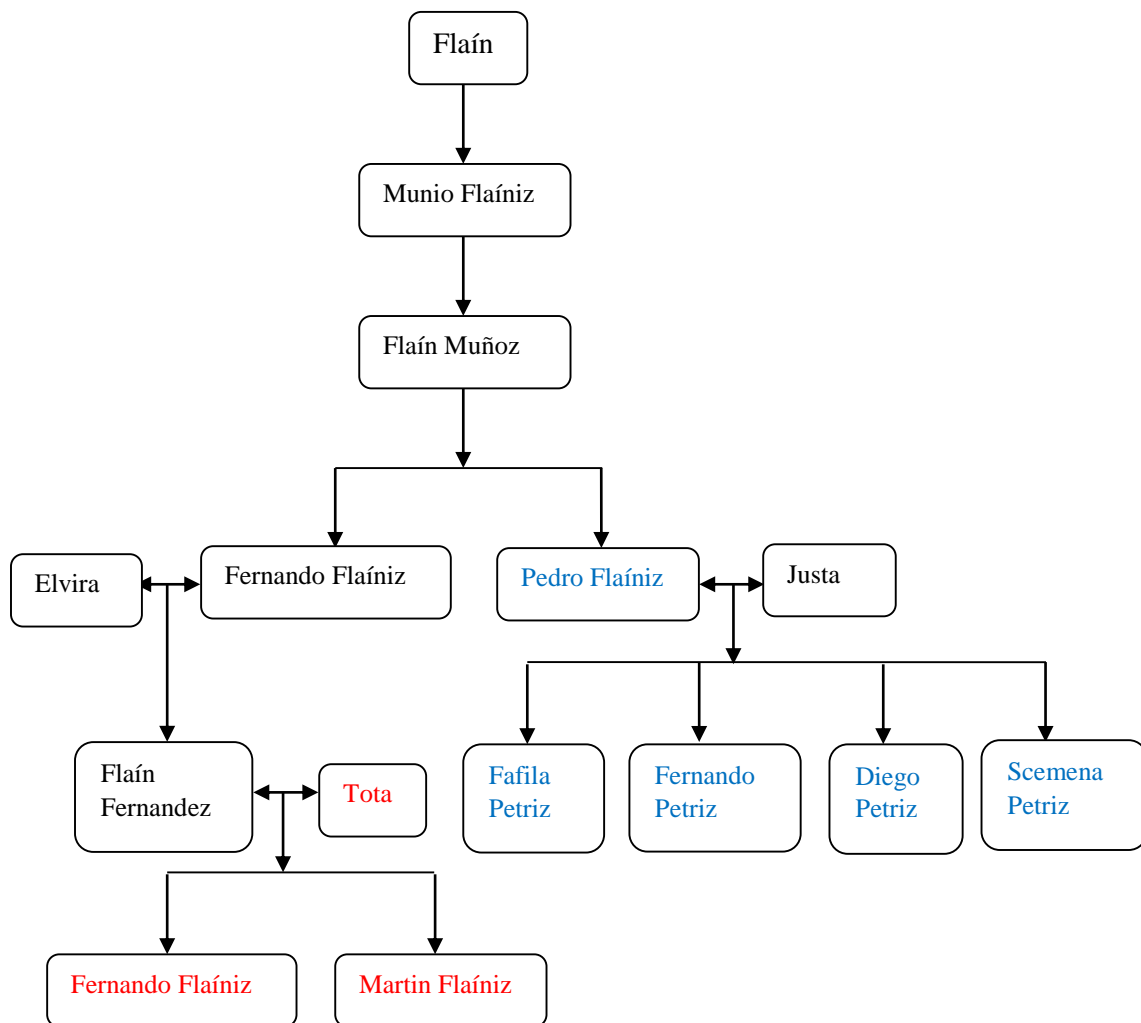 Flaín
Munio Flaíniz
Flaín Muñoz
Elvira
Fernando Flaíniz
Pedro Flaíniz
Justa
Flaín
Fernandez
Tota
Fafila
Petriz
Fernando
Petriz
Diego
Petriz
Scemena
Petriz
Fernando Flaíniz
Martin Flaíniz